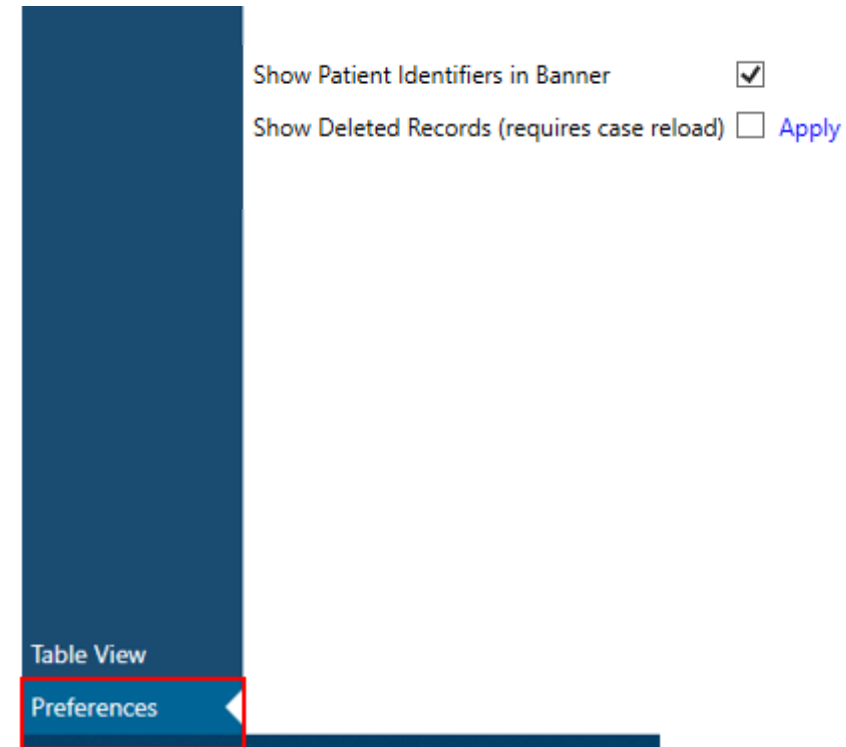 Show Patient Identifiers in Banner
Show Deleted Records (requires case reload) Apply
Table View
Preferences